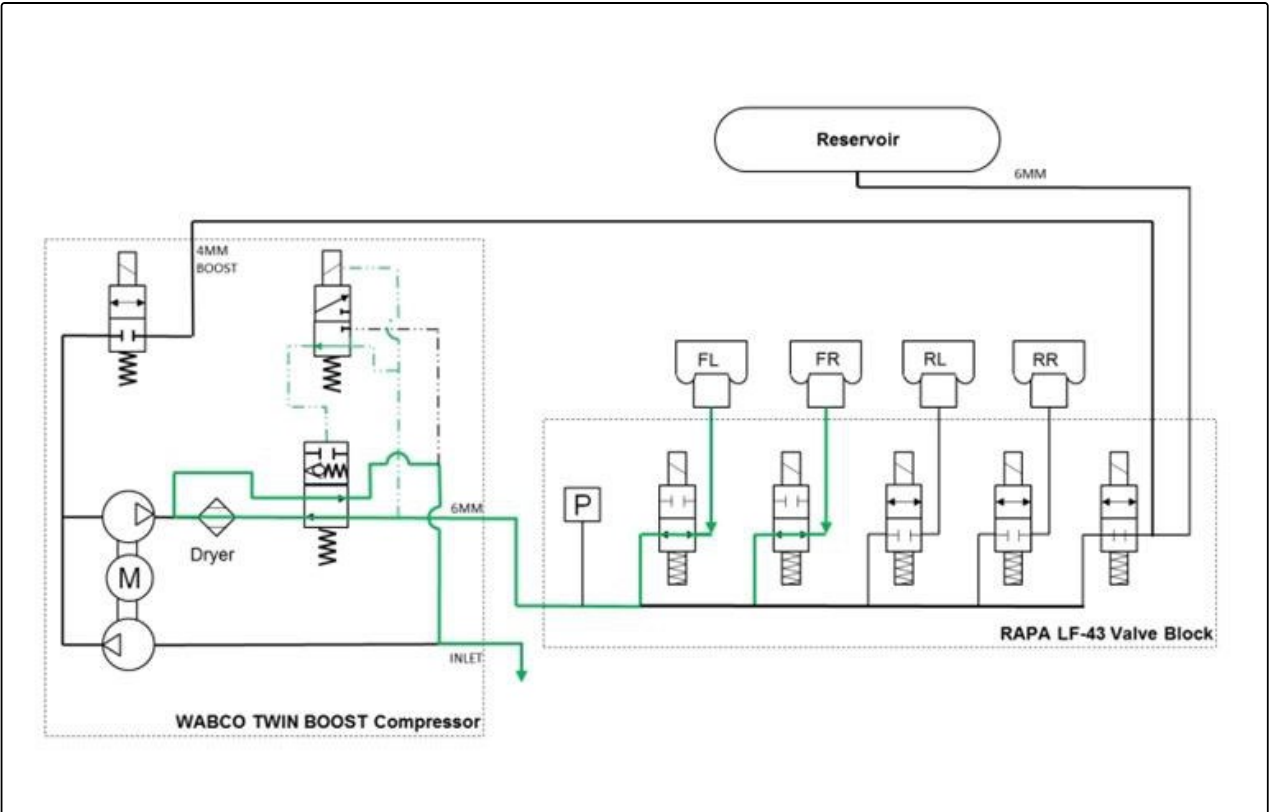 Reservoir
6MM
4MM
BOOST
FL
FR
RL
RR
P
6MM
Dryer
M
INLET
RAPA LF-43 Valve Block
WABCO TWIN BOOST Compressor